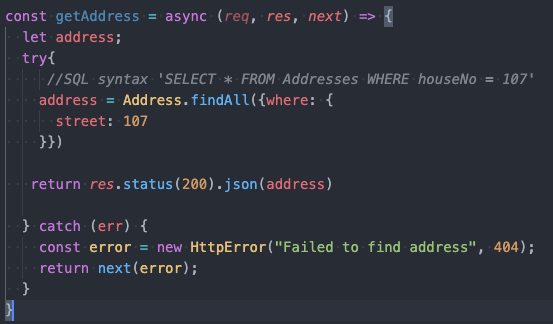 const getAddress = async (req, res, next) => {
let address;
try{
//SQL syntax 'SELECT * FROM Addresses WHERE houseNo = 107'
address = Address.findAll({where: {
street: 107
}})
return res.status(200).json(address)
} catch (err) {
const error = new HttpError("Failed to find address", 404);
return next(error);
}
}